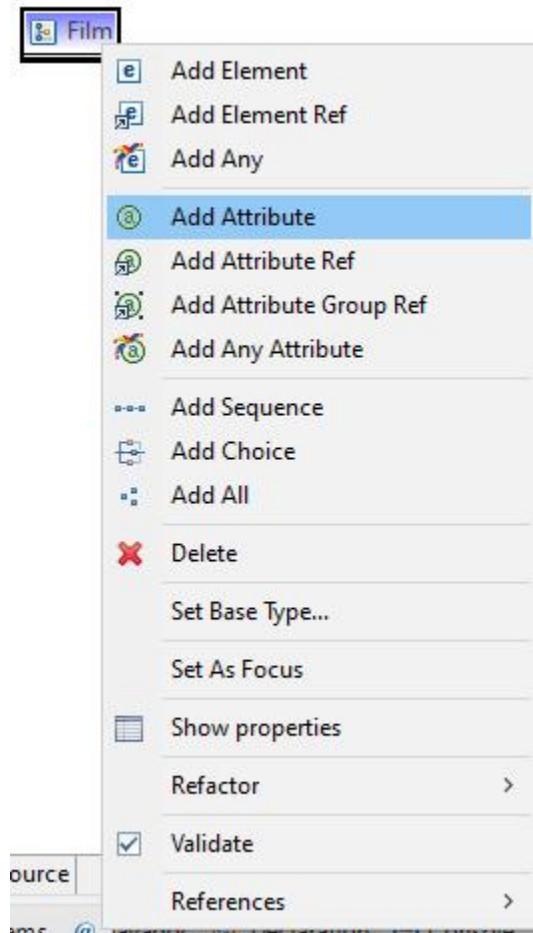 Film
Add Element
Add Element Ref
Add Any
Add Attribute
Add Attribute Ref
Add Attribute Group Ref
Add Any Attribute
Add Sequence
Add Choice
Add All
Delete
Set Base Type...
Set As Focus
Show properties
Refactor
Validate
ource
References